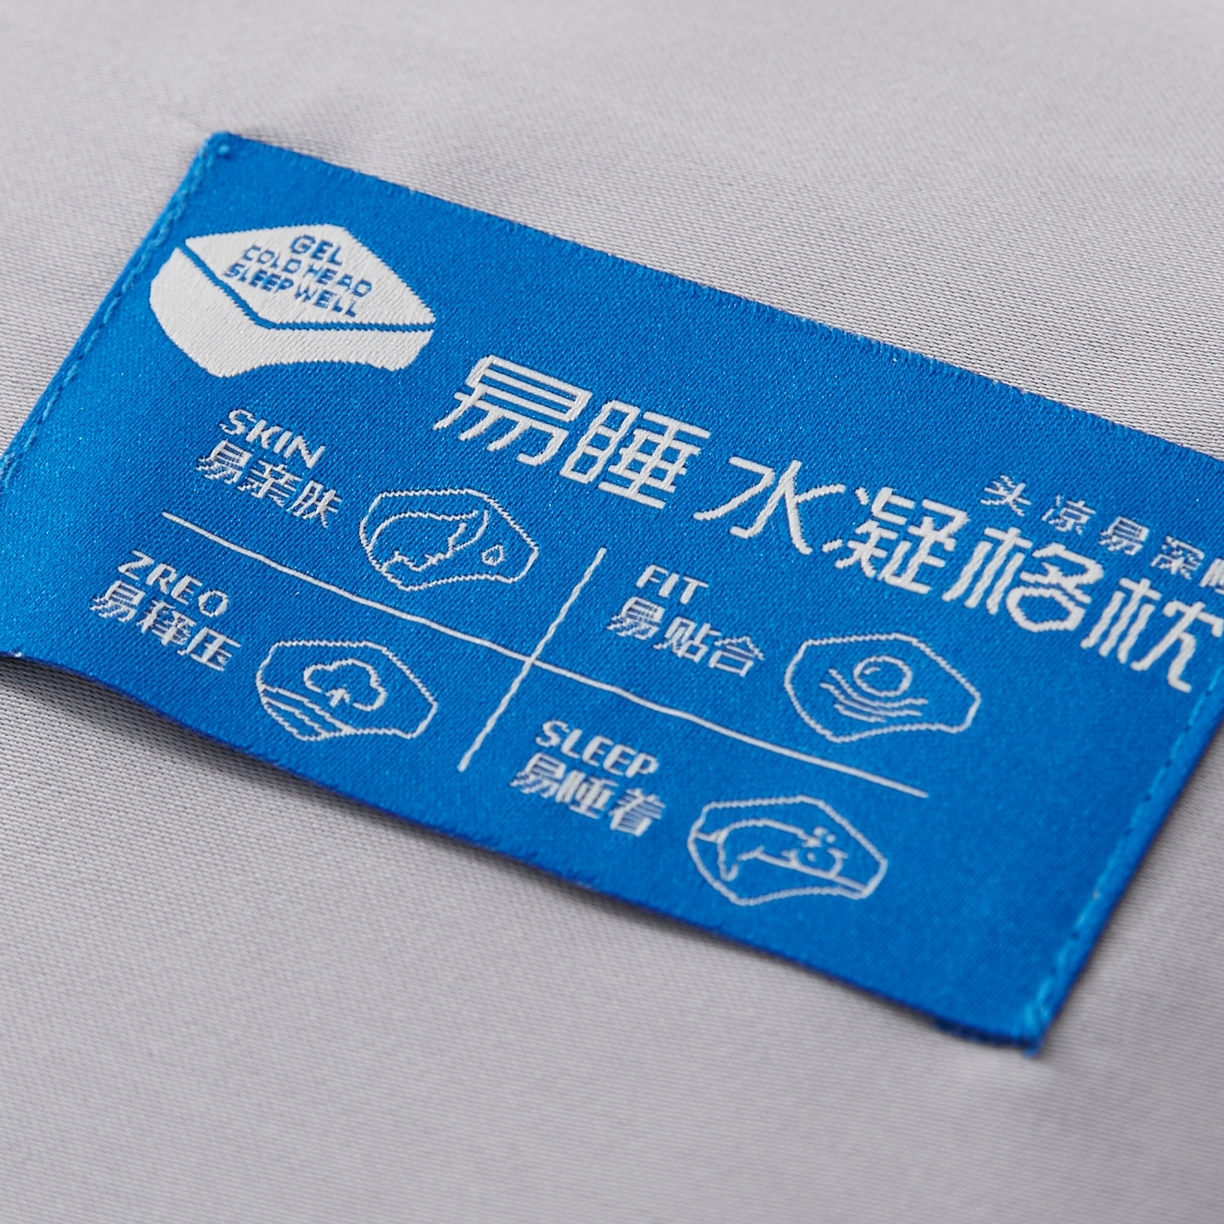 GEL
COLD HEAD
SLEEP WELL
易睡 水凝格枕
头凉易深睡
SKIN
易亲肤
FIT
易贴合
ZREO
易释压
SLEEP
易睡着